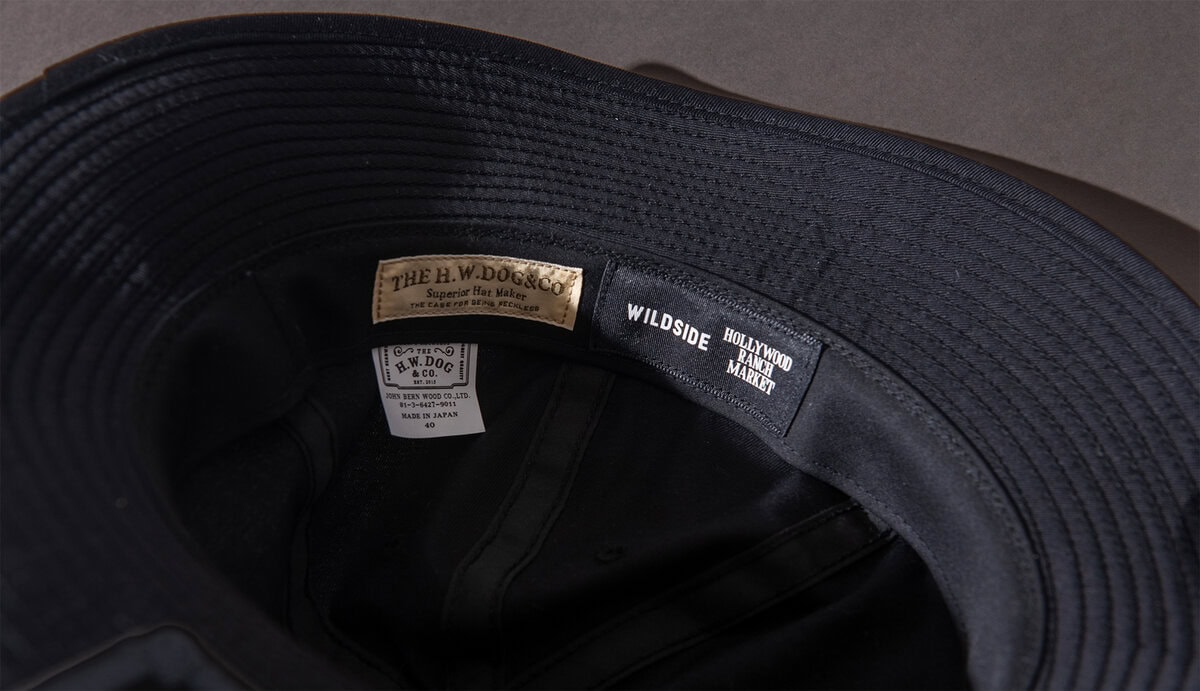 THE H.W.DOG&CO
Superior Hat Maker
THE CASE FOR BEING RECKLESS
WILDSIDE
HOLLYWOOD
RANCH
MARKET
THE
H.W.DOG
& CO.
EST. 2013
JOHN BERN WOOD CO.,LTD.
81-3-6427-9011
MADE IN JAPAN
40